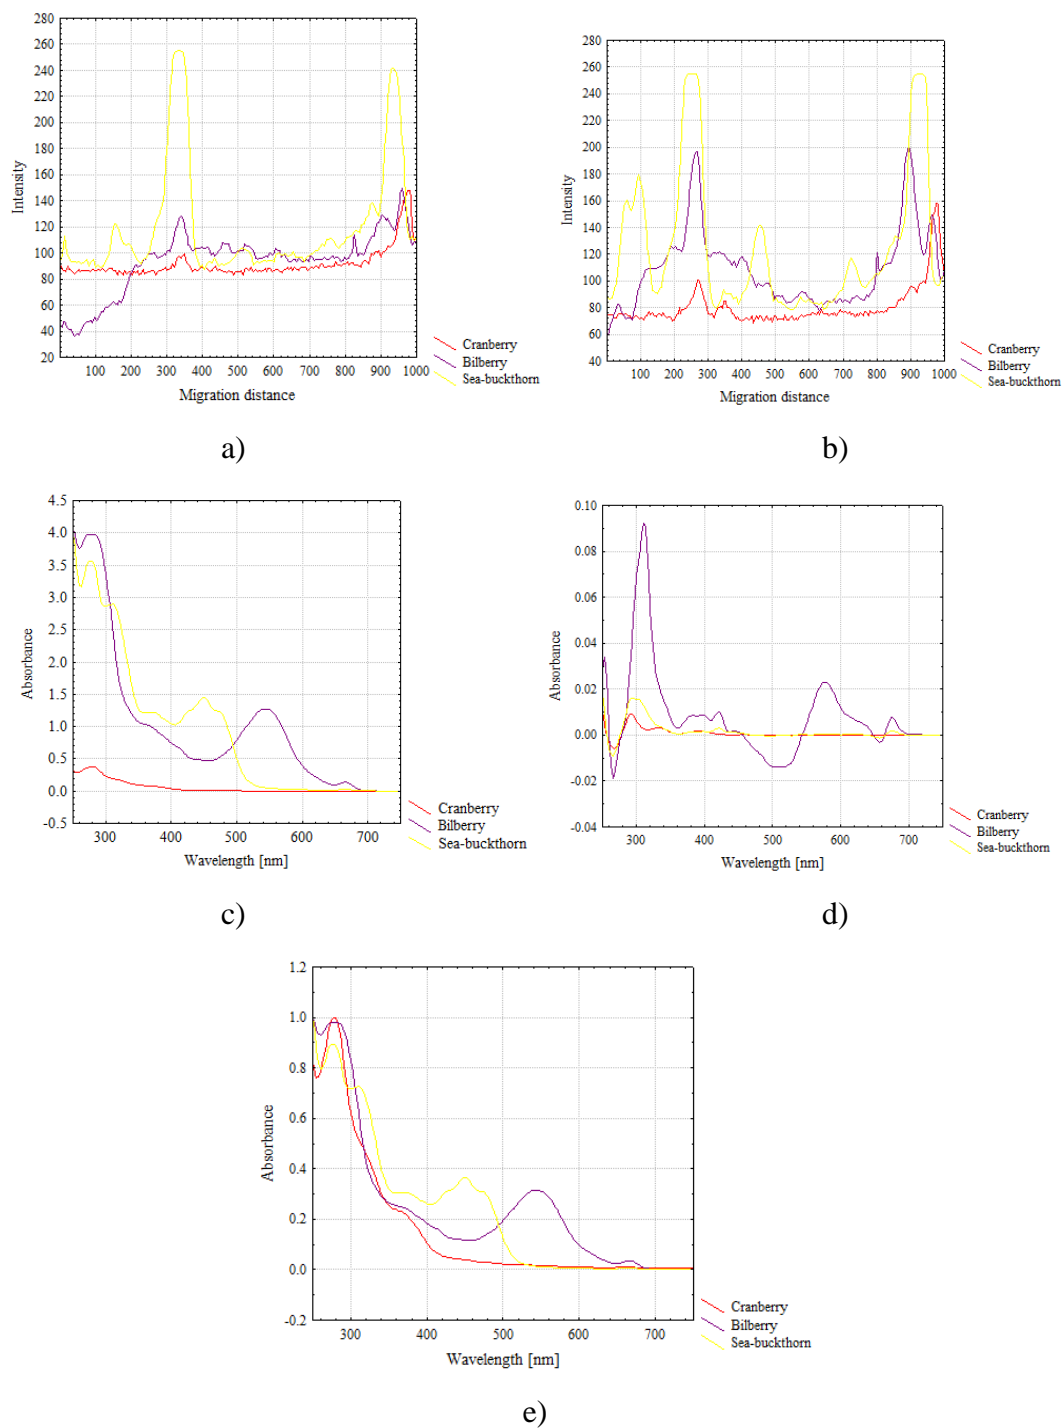 280
260
240
220
200
180
160
140
120
100
80
60
40
20
Intensity
100 200 300 400 500 600 700 800 900 1000
Migration distance
Cranberry
Bilberry
Sea-buckthorn
a)
280
260
240
220
200
180
160
140
120
100
80
60
40
Intensity
100 200 300 400 500 600 700 800 900 1000
Migration distance
Cranberry
Bilberry
Sea-buckthorn
b)
4.5
4.0
3.5
3.0
2.5
2.0
1.5
1.0
0.5
0.0
-0.5
Absorbance
300 400 500 600 700
Wavelength [nm]
Cranberry
Bilberry
Sea-buckthorn
c)
0.10
0.08
0.06
0.04
0.02
0.00
-0.02
-0.04
Absorbance
300 400 500 600 700
Wavelength [nm]
Cranberry
Bilberry
Sea-buckthorn
d)
1.2
1.0
0.8
0.6
0.4
0.2
0.0
-0.2
Absorbance
300 400 500 600 700
Wavelength [nm]
Cranberry
Bilberry
Sea-buckthorn
e)